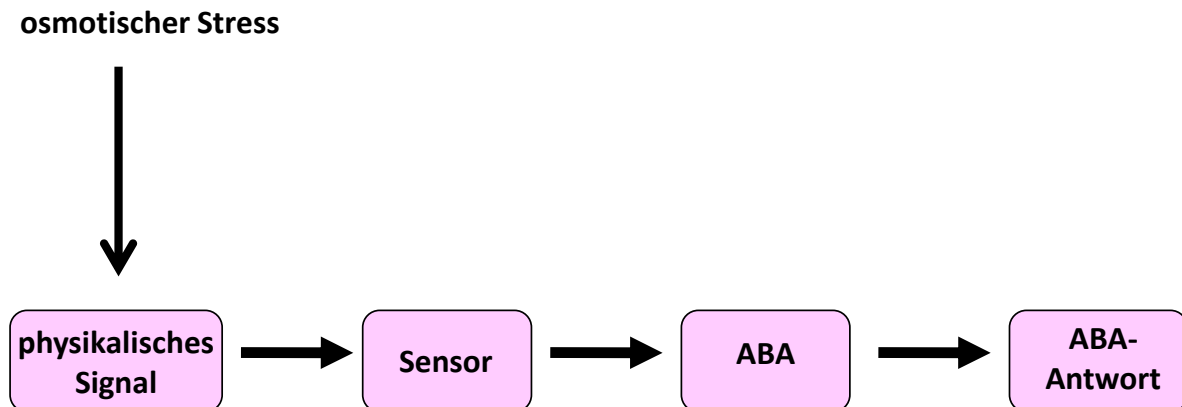 osmotischer Stress
physikalisches
Signal
Sensor
ABA
ABA-
Antwort